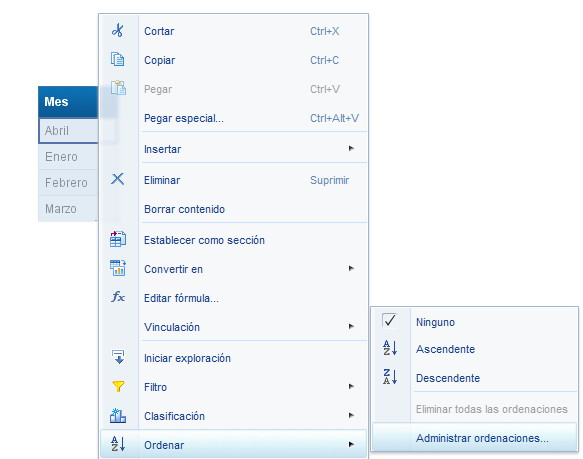 Mes
Abril
Enero
Febrero
Marzo
Cortar Ctrl+X
Copiar Ctrl+C
Pegar Ctrl+V
Pegar especial... Ctrl+Alt+V
Insertar
Eliminar Suprimir
Borrar contenido
Establecer como sección
Convertir en
Editar fórmula...
Vinculación
Iniciar exploración
Filtro
Clasificación
Ordenar
Ninguno
Ascendente
Descendente
Eliminar todas las ordenaciones
Administrar ordenaciones...